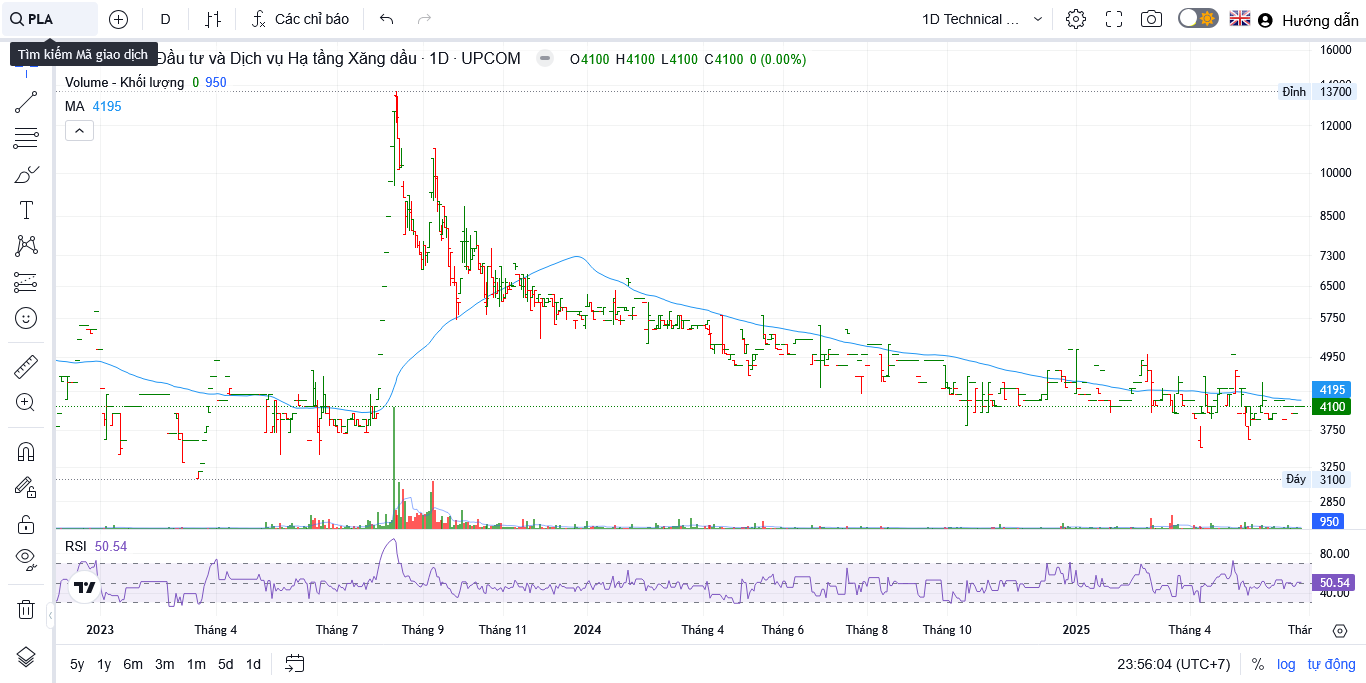 PLA D Các chỉ báo 1D Technical ... Hướng dẫn
Tìm kiếm Mã giao dịch Đầu tư và Dịch vụ Hạ tầng Xăng dầu · 1D · UPCOM O4100 H4100 L4100 C4100 0 (0.00%)
Volume - Khối lượng 0 950
MA 4195
16000
Đỉnh 13700
12000
10000
8500
7300
6500
5750
4950
4195
4100
3750
3250
Đáy 3100
2850
950
RSI 50.54
80.00
50.54
40.00
2023 Tháng 4 Tháng 7 Tháng 9 Tháng 11 2024 Tháng 4 Tháng 6 Tháng 8 Tháng 10 2025 Tháng 4 Thár
5y 1y 6m 3m 1m 5d 1d 23:56:04 (UTC+7) % log tự động